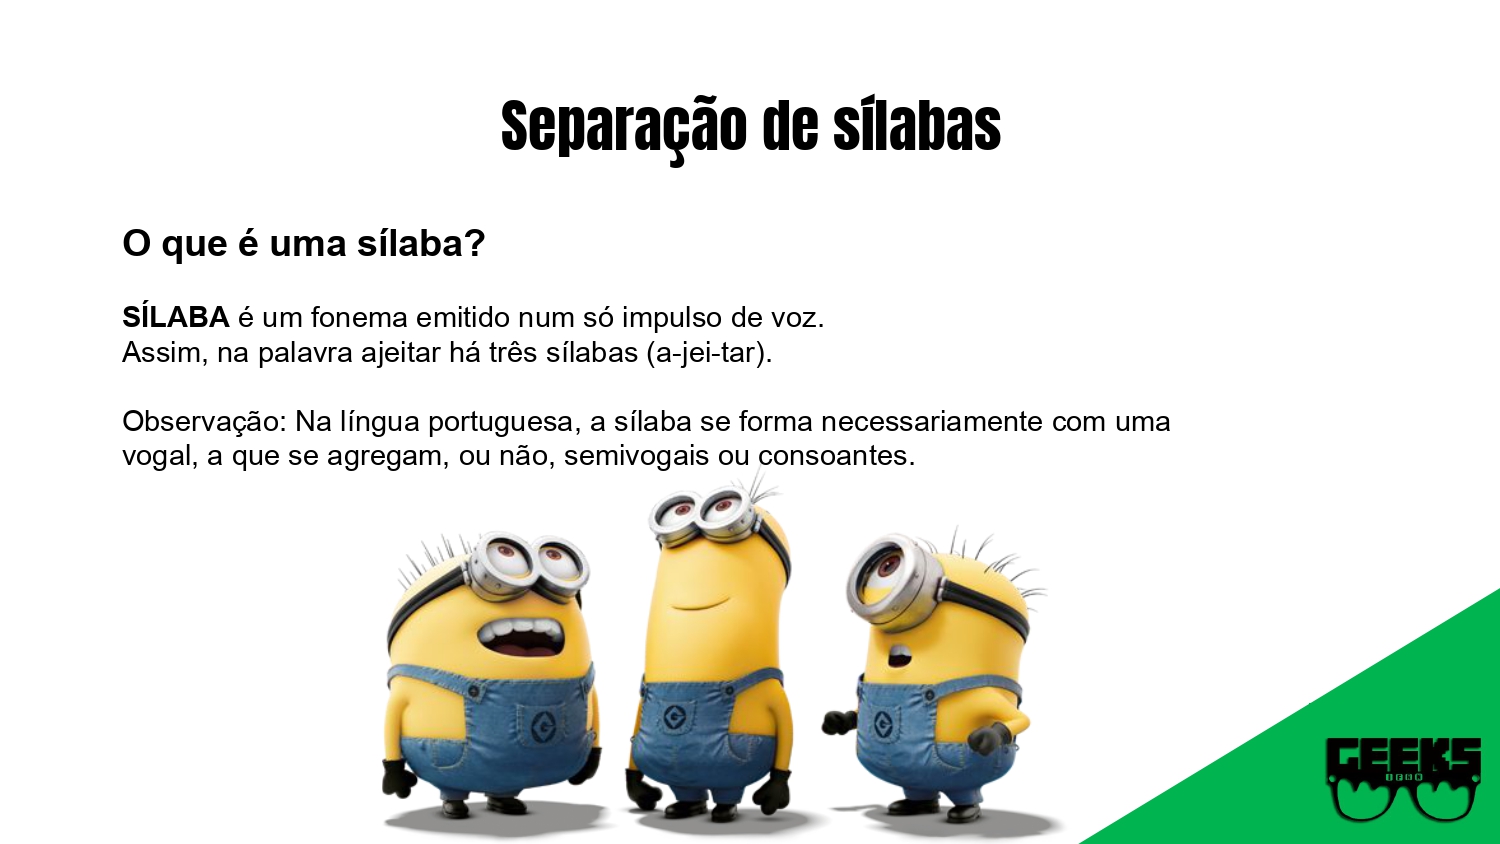 Separação de sílabas
O que é uma sílaba?
SÍLABA é um fonema emitido num só impulso de voz.
Assim, na palavra ajeitar há três sílabas (a-jei-tar).
Observação: Na língua portuguesa, a sílaba se forma necessariamente com uma
vogal, a que se agregam, ou não, semivogais ou consoantes.
GEEKS